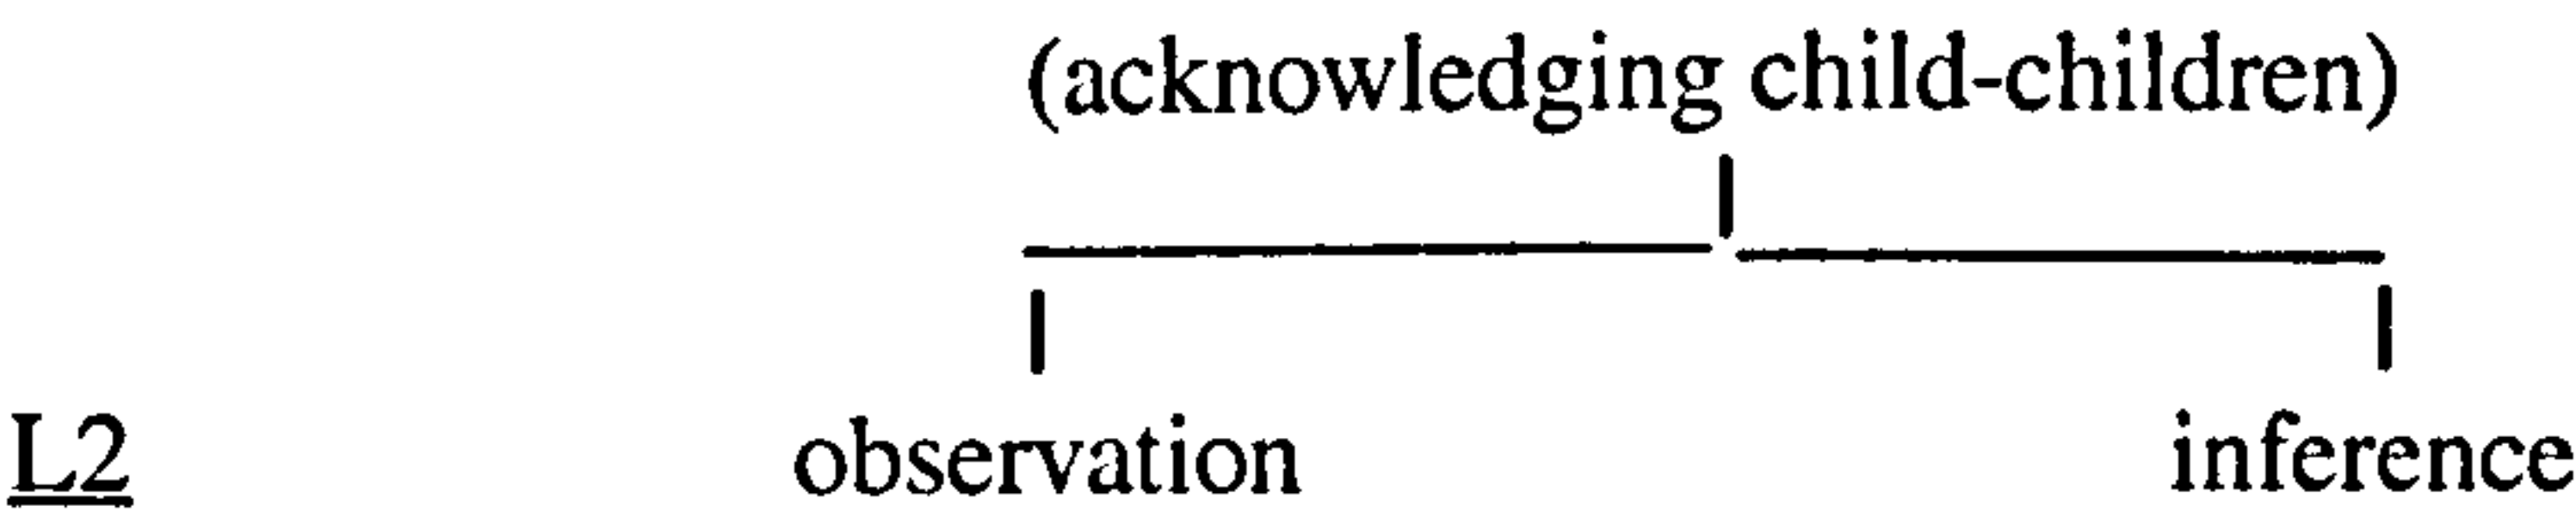 (acknowledging child-children)
L2 observation inference